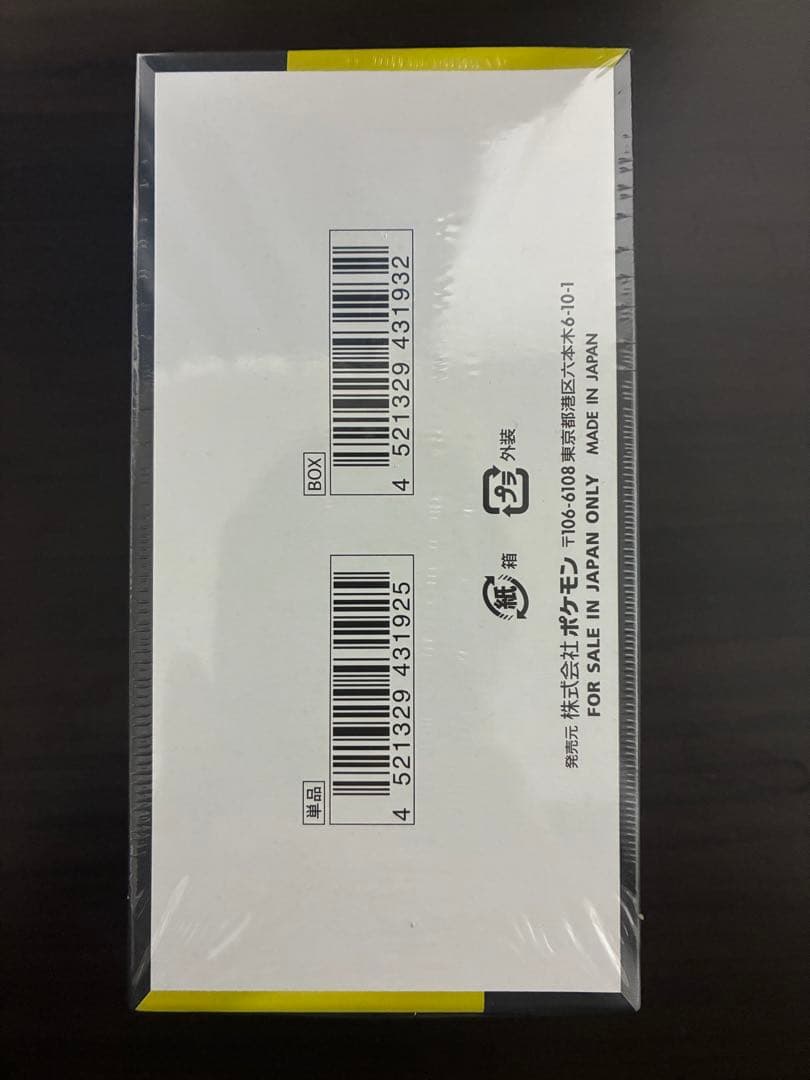 単品
4 521329 431925
BOX
4 521329 431932
紙 箱
プラ 外装
発売元 株式会社 ポケモン 〒106-6108 東京都港区六本木6-10-1
FOR SALE IN JAPAN ONLY MADE IN JAPAN